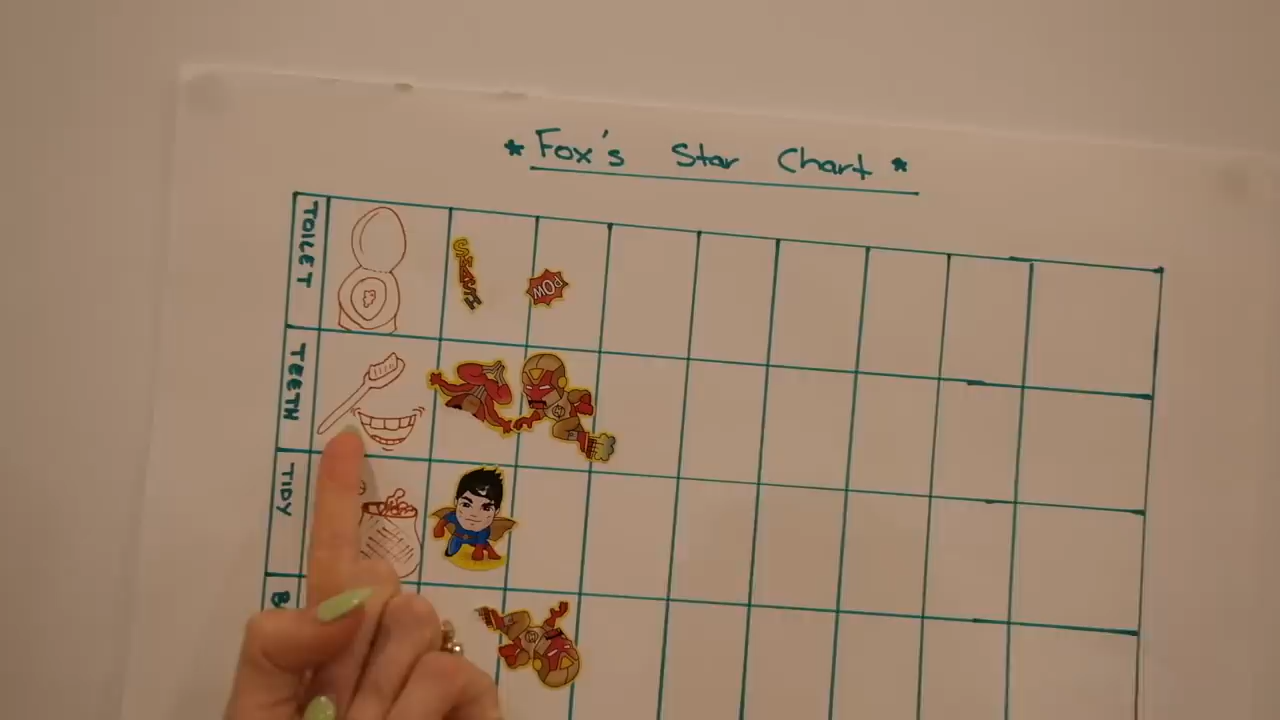 * Fox's Star Chart *
TOILET
SMASH
POW!
TEETH
TIDY